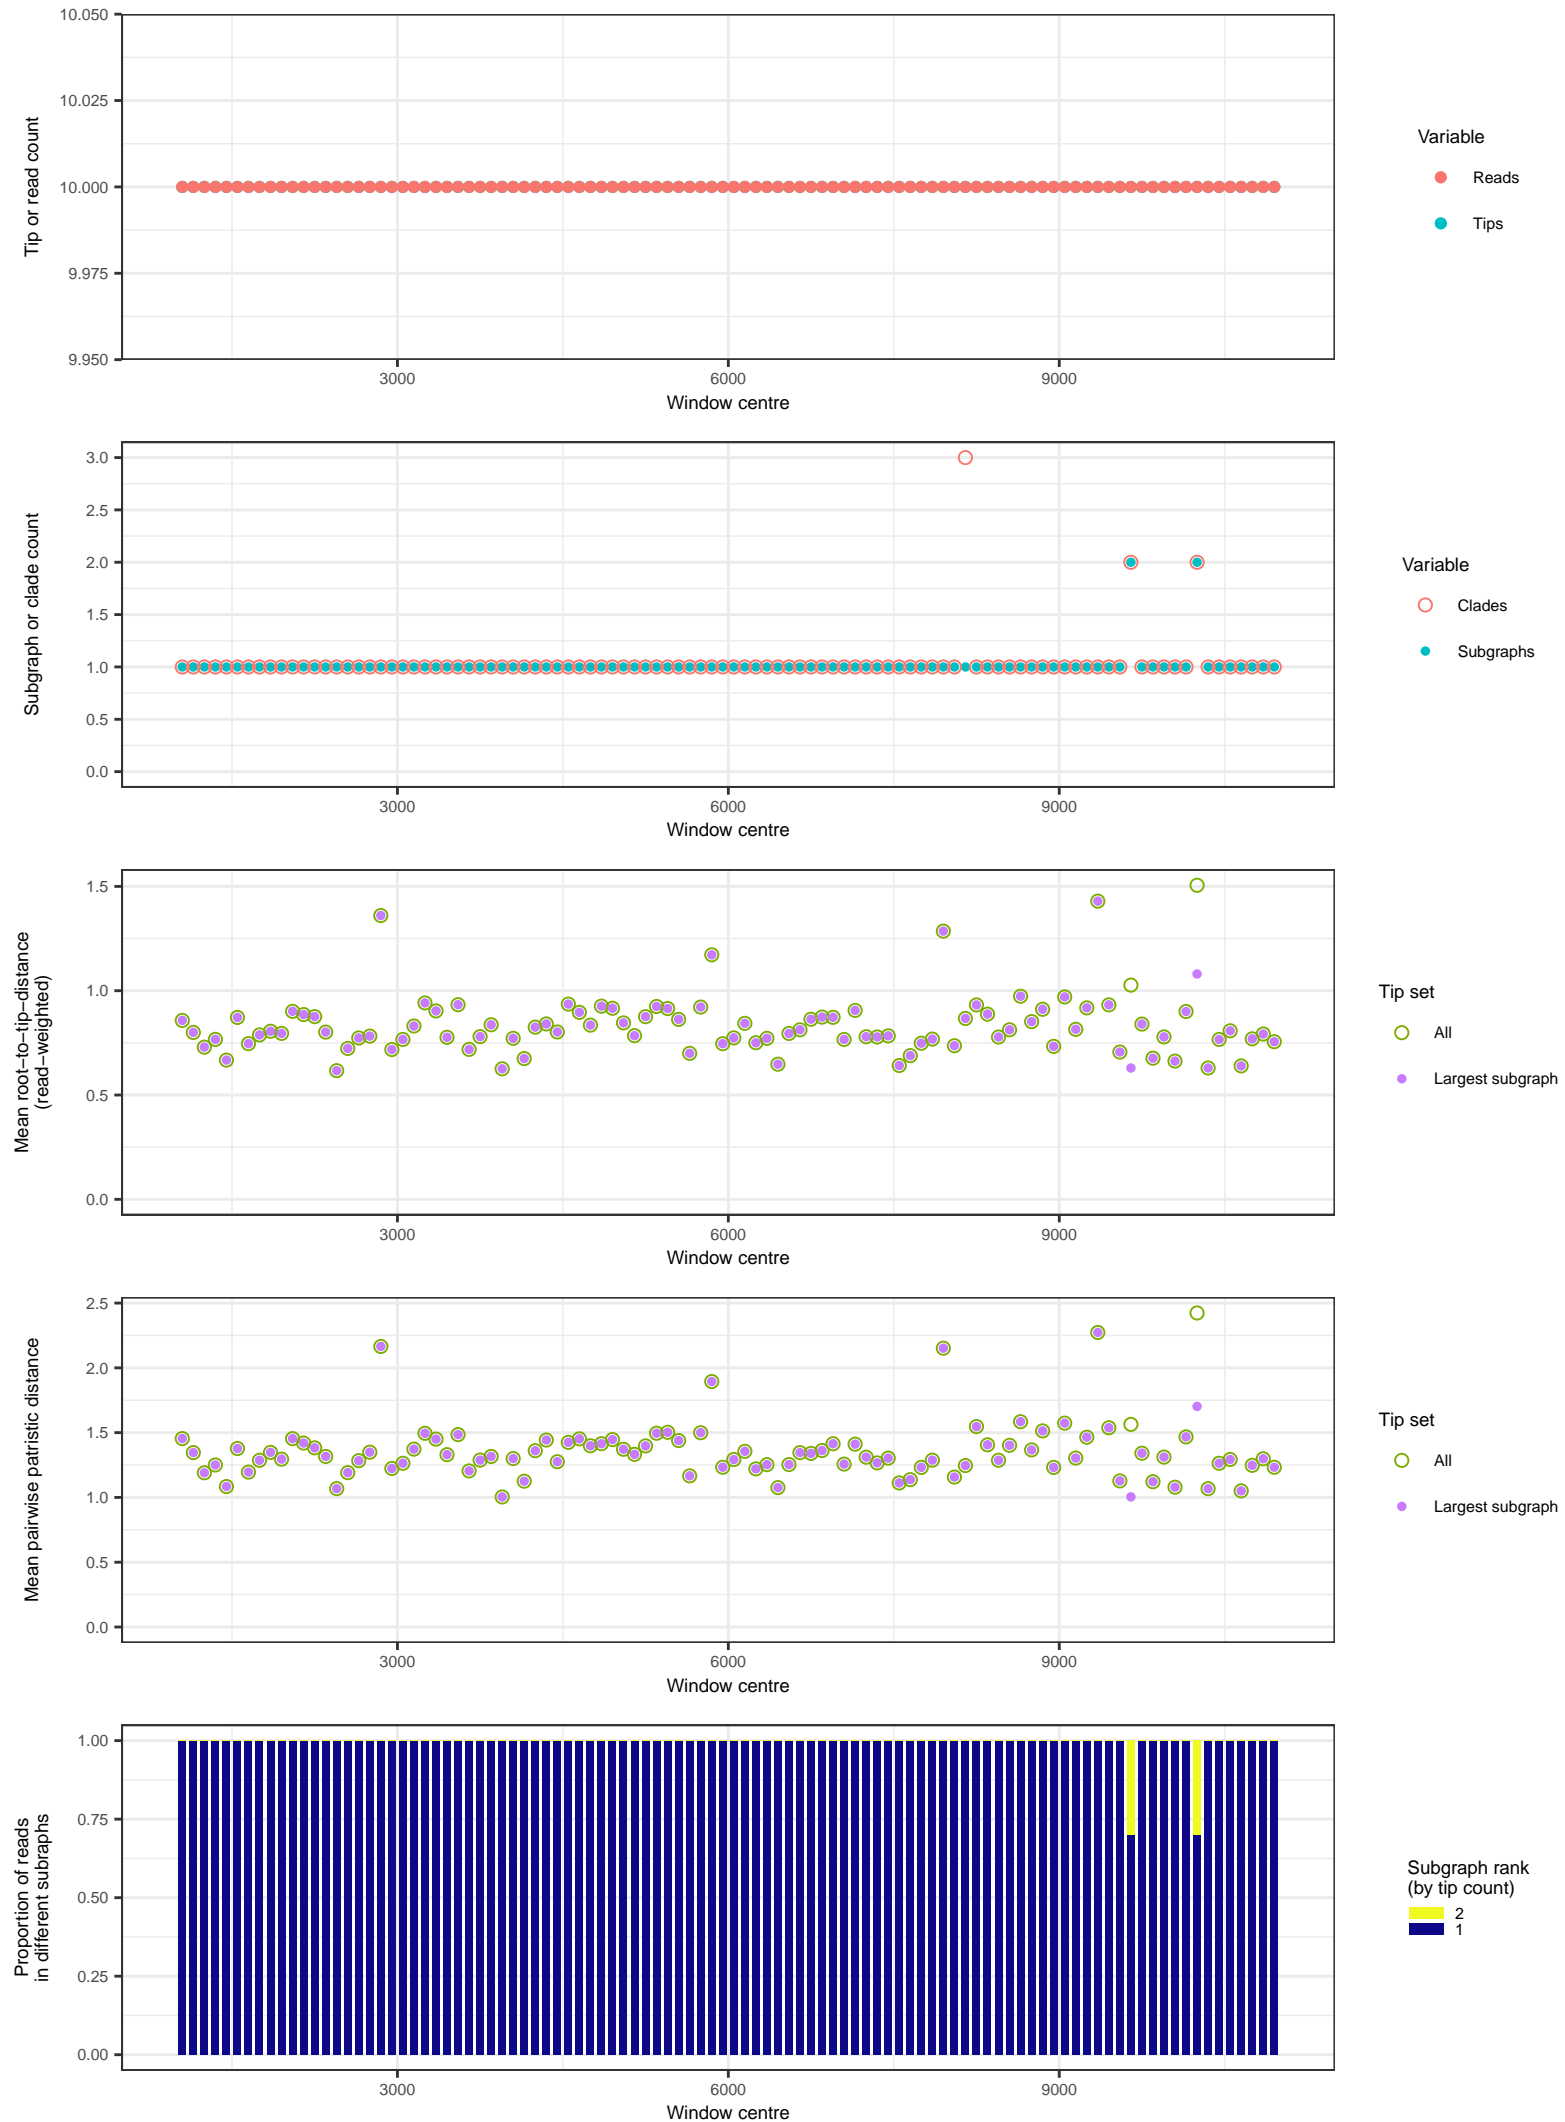 10.050
10.025
10.000
9.975
9.950
Tip or read count
3000 6000 9000
Window centre
Variable
Reads
Tips
3.0
2.5
2.0
1.5
1.0
0.5
0.0
Subgraph or clade count
3000 6000 9000
Window centre
Variable
Clades
Subgraphs
1.5
1.0
0.5
0.0
Mean root−to−tip−distance
(read−weighted)
3000 6000 9000
Window centre
Tip set
All
Largest subgraph
2.5
2.0
1.5
1.0
0.5
0.0
Mean pairwise patristic distance
3000 6000 9000
Window centre
Tip set
All
Largest subgraph
1.00
0.75
0.50
0.25
0.00
Proportion of reads
in different subraphs
3000 6000 9000
Window centre
Subgraph rank
(by tip count)
2
1